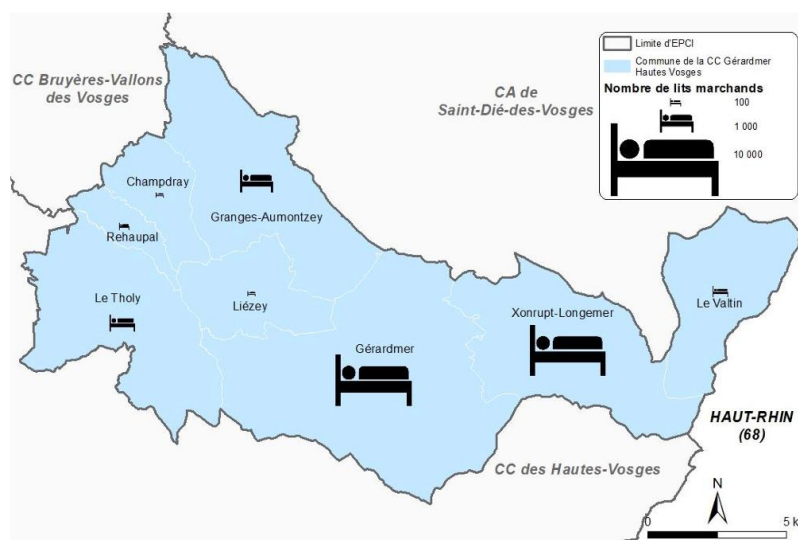 Limite d'EPCI
Commune de la CC Gérardmer
Hautes Vosges
Nombre de lits marchands
100
1 000
10 000
CC Bruyères-Vallons
des Vosges
CA de
Saint-Dié-des-Vosges
Champdray
Granges-Aumontzey
Rehaupal
Le Tholy
Liézey
Gérardmer
Xonrupt-Longemer
Le Valtin
HAUT-RHIN
(68)
CC des Hautes-Vosges
N
0
5 k